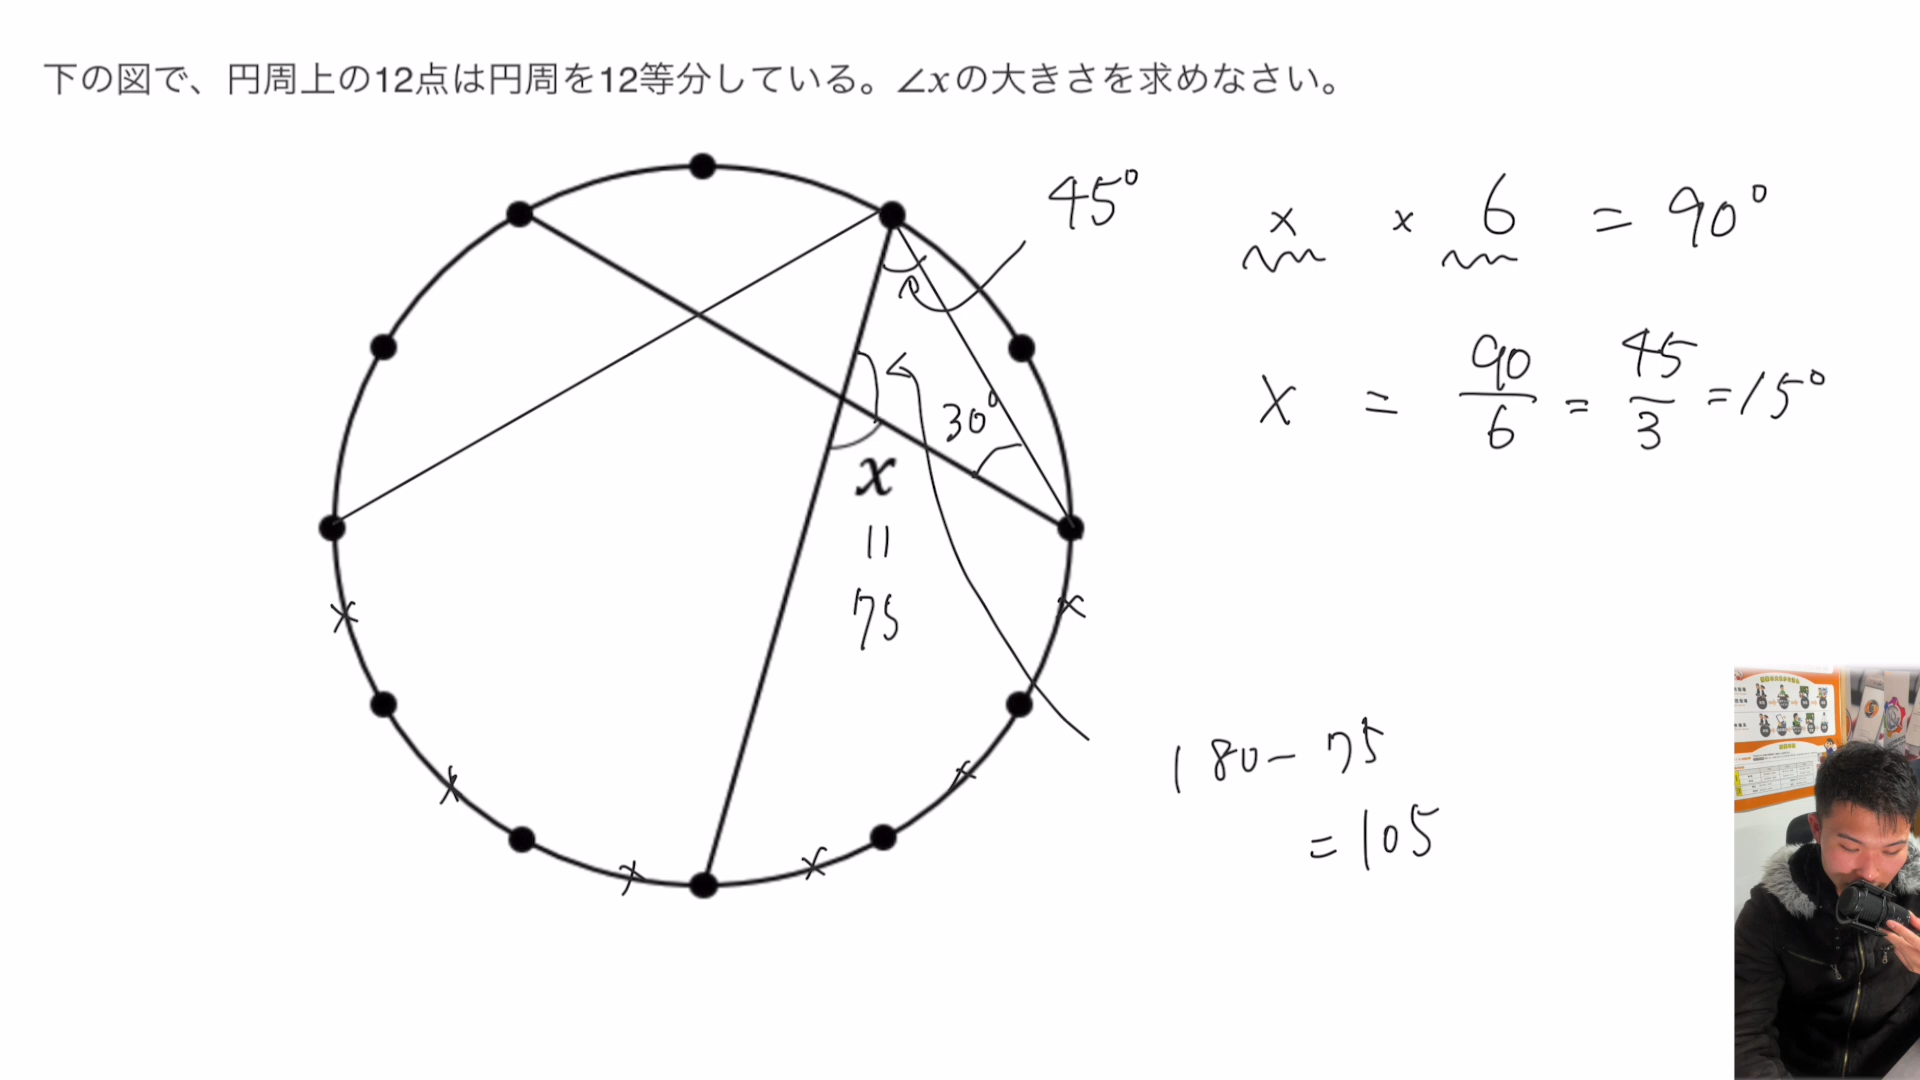 下の図で、円周上の12点は円周を12等分している。∠xの大きさを求めなさい。
45°
x × 6 = 90°
x = 90/6 = 45/3 = 15°
30°
x
=
75
180-75
=105